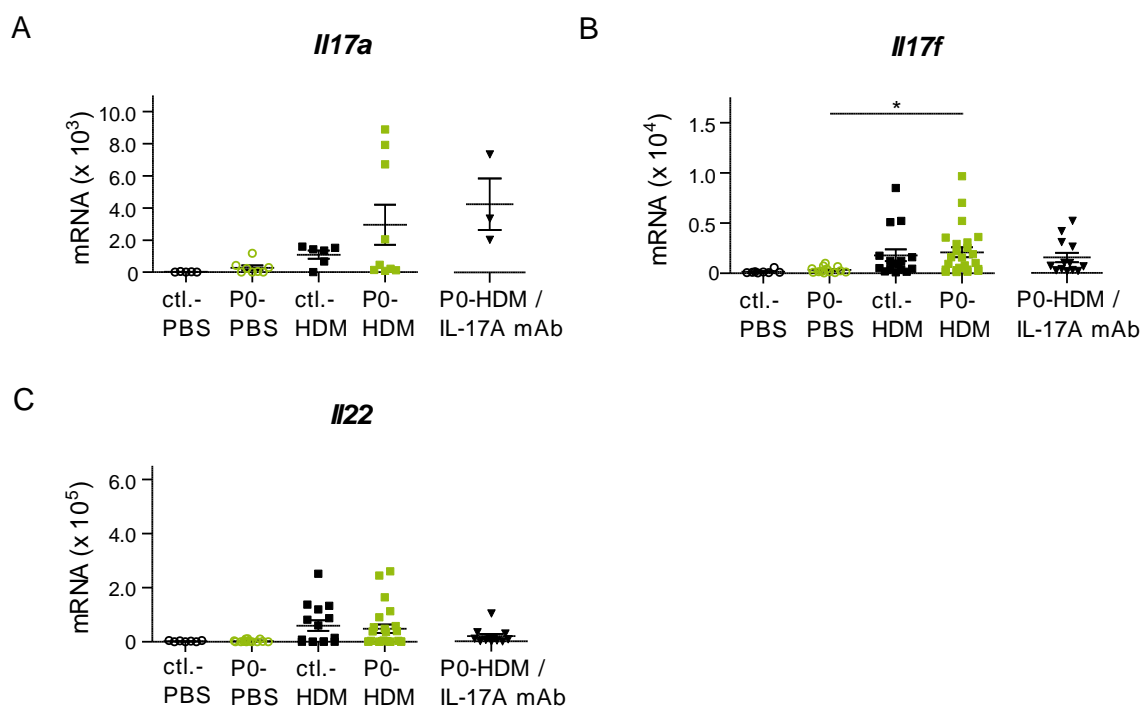 A
Il17a
mRNA (x 10³)
10.0
8.0
6.0
4.0
2.0
0
ctl.- P0- ctl.- P0- P0-HDM /
PBS PBS HDM HDM IL-17A mAb
B
Il17f
mRNA (x 10⁴)
*
1.5
1.0
0.5
0
ctl.- P0- ctl.- P0- P0-HDM /
PBS PBS HDM HDM IL-17A mAb
C
Il22
mRNA (x 10⁵)
6.0
4.0
2.0
0
ctl.- P0- ctl.- P0- P0-HDM /
PBS PBS HDM HDM IL-17A mAb